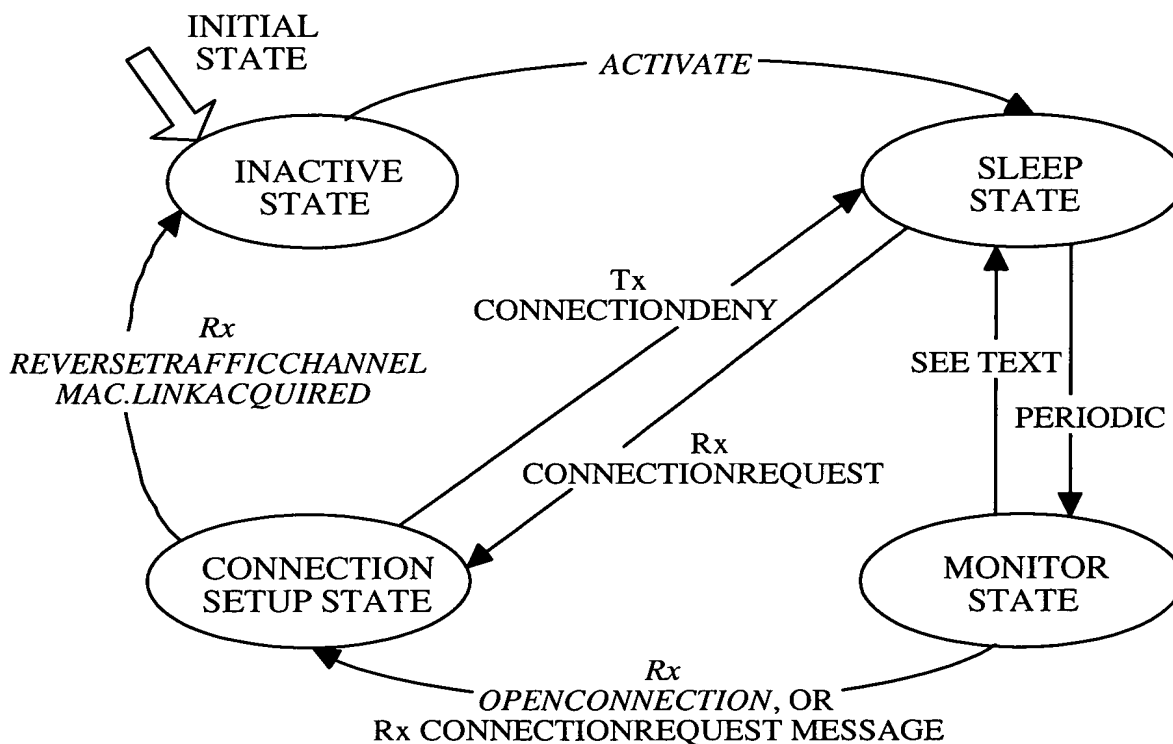 INITIAL
STATE
ACTIVATE
INACTIVE
STATE
SLEEP
STATE
Tx
CONNECTIONDENY
Rx
REVERSETRAFFICCHANNEL
MAC.LINKACQUIRED
SEE TEXT
PERIODIC
Rx
CONNECTIONREQUEST
CONNECTION
SETUP STATE
MONITOR
STATE
Rx
OPENCONNECTION, OR
Rx CONNECTIONREQUEST MESSAGE